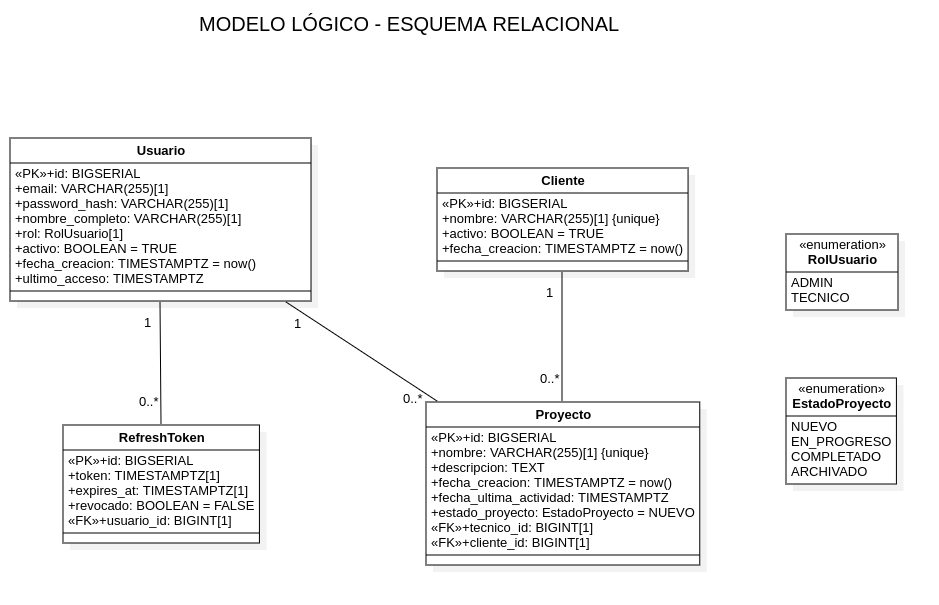 MODELO LÓGICO - ESQUEMA RELACIONAL
Usuario
«PK»+id: BIGSERIAL
+email: VARCHAR(255)[1]
+password_hash: VARCHAR(255)[1]
+nombre_completo: VARCHAR(255)[1]
+rol: RolUsuario[1]
+activo: BOOLEAN = TRUE
+fecha_creacion: TIMESTAMPTZ = now()
+ultimo_acceso: TIMESTAMPTZ
Cliente
«PK»+id: BIGSERIAL
+nombre: VARCHAR(255)[1] {unique}
+activo: BOOLEAN = TRUE
+fecha_creacion: TIMESTAMPTZ = now()
«enumeration»
RolUsuario
ADMIN
TECNICO
1
1
1
0..*
0..*
0..*
RefreshToken
«PK»+id: BIGSERIAL
+token: TIMESTAMPTZ[1]
+expires_at: TIMESTAMPTZ[1]
+revocado: BOOLEAN = FALSE
«FK»+usuario_id: BIGINT[1]
Proyecto
«PK»+id: BIGSERIAL
+nombre: VARCHAR(255)[1] {unique}
+descripcion: TEXT
+fecha_creacion: TIMESTAMPTZ = now()
+fecha_ultima_actividad: TIMESTAMPTZ
+estado_proyecto: EstadoProyecto = NUEVO
«FK»+tecnico_id: BIGINT[1]
«FK»+cliente_id: BIGINT[1]
«enumeration»
EstadoProyecto
NUEVO
EN_PROGRESO
COMPLETADO
ARCHIVADO